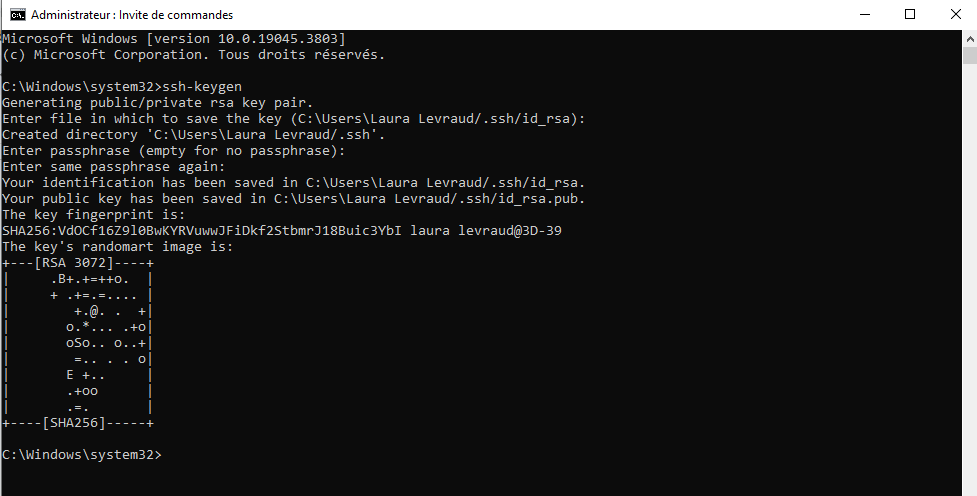 Administrateur : Invite de commandes
Microsoft Windows [version 10.0.19045.3803]
(c) Microsoft Corporation. Tous droits réservés.
C:\Windows\system32>ssh-keygen
Generating public/private rsa key pair.
Enter file in which to save the key (C:\Users\Laura Levraud/.ssh/id_rsa):
Created directory 'C:\Users\Laura Levraud/.ssh'.
Enter passphrase (empty for no passphrase):
Enter same passphrase again:
Your identification has been saved in C:\Users\Laura Levraud/.ssh/id_rsa.
Your public key has been saved in C:\Users\Laura Levraud/.ssh/id_rsa.pub.
The key fingerprint is:
SHA256:VdOCf16Z9l0BwKYRVuwwJFiDkf2StbmrJ18Buic3YbI laura levraud@3D-39
The key's randomart image is:
+---[RSA 3072]----+
|     .B+.+=++o.  |
|     + .+=.=.... |
|        +.@. .  +|
|       o.*... .+o|
|       oSo.. o..+|
|        =.. . . o|
|       E +..     |
|       .+oo      |
|       .=.       |
+----[SHA256]-----+
C:\Windows\system32>